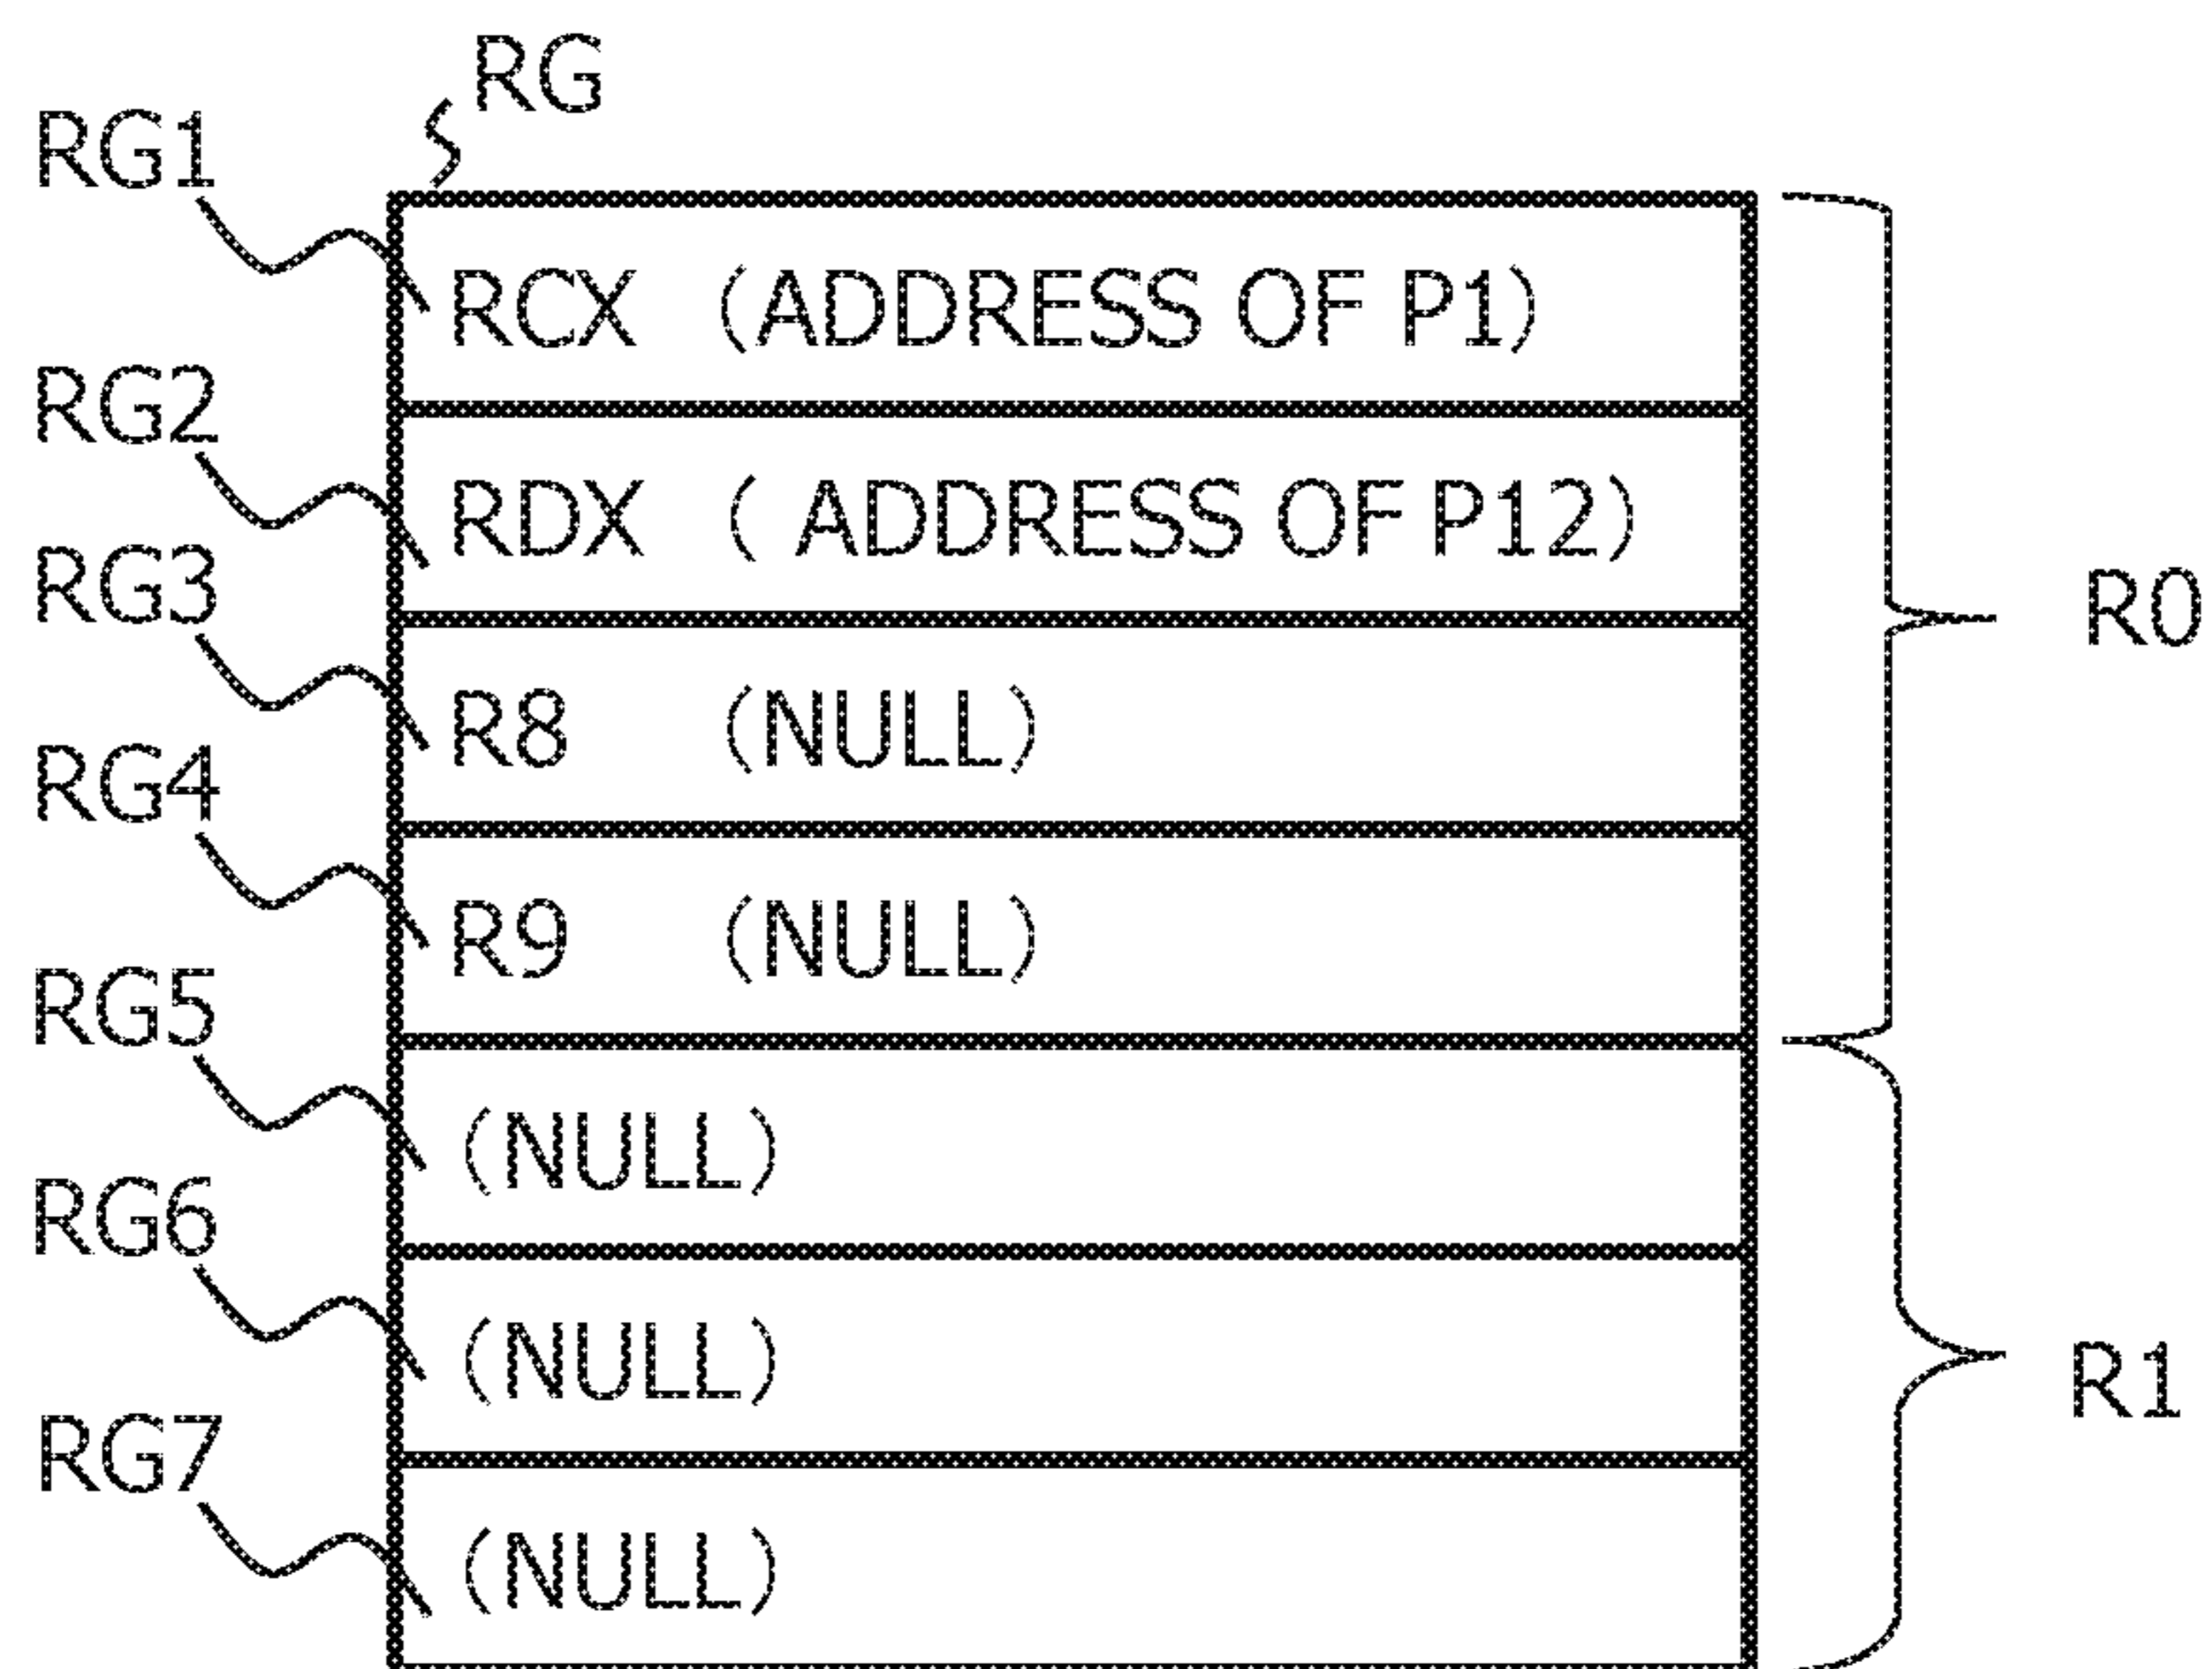 RG
RG1
RCX (ADDRESS OF P1)
RG2
RDX ( ADDRESS OF P12)
RG3
R0
R8 (NULL)
RG4
R9 (NULL)
RG5
(NULL)
RG6
(NULL)
R1
RG7
(NULL)